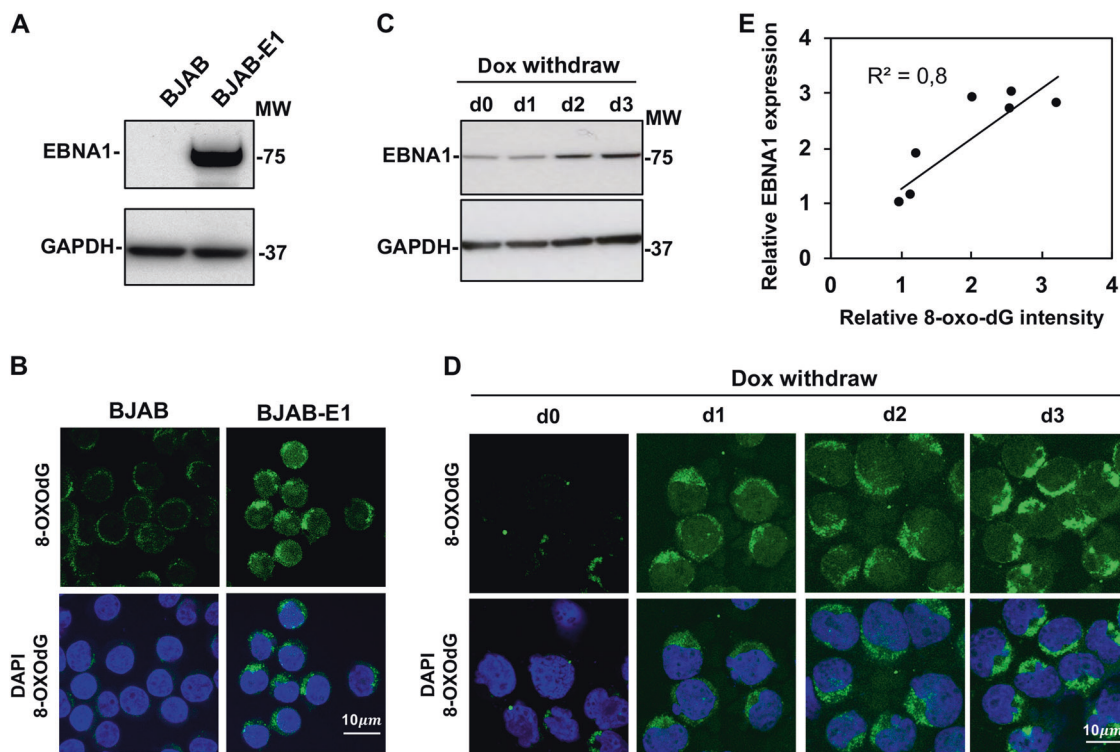 A
BJAB
BJAB-E1
MW
EBNA1-
-75
GAPDH-
-37
B
BJAB
BJAB-E1
8-OXOdG
DAPI
8-OXOdG
10μm
C
Dox withdraw
d0 d1 d2 d3
MW
EBNA1-
-75
GAPDH-
-37
D
Dox withdraw
d0 d1 d2 d3
8-OXOdG
DAPI
8-OXOdG
10μm
E
Relative EBNA1 expression
4
3
2
1
0
R² = 0,8
0 1 2 3 4
Relative 8-oxo-dG intensity